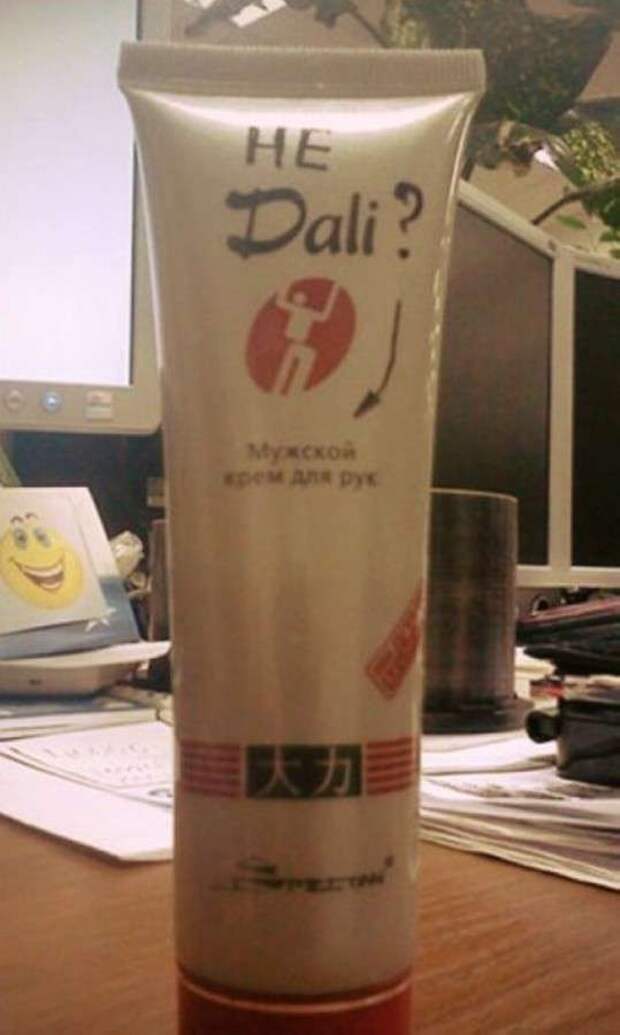 НЕ
Dali?
Мужской
крем для рук
大力